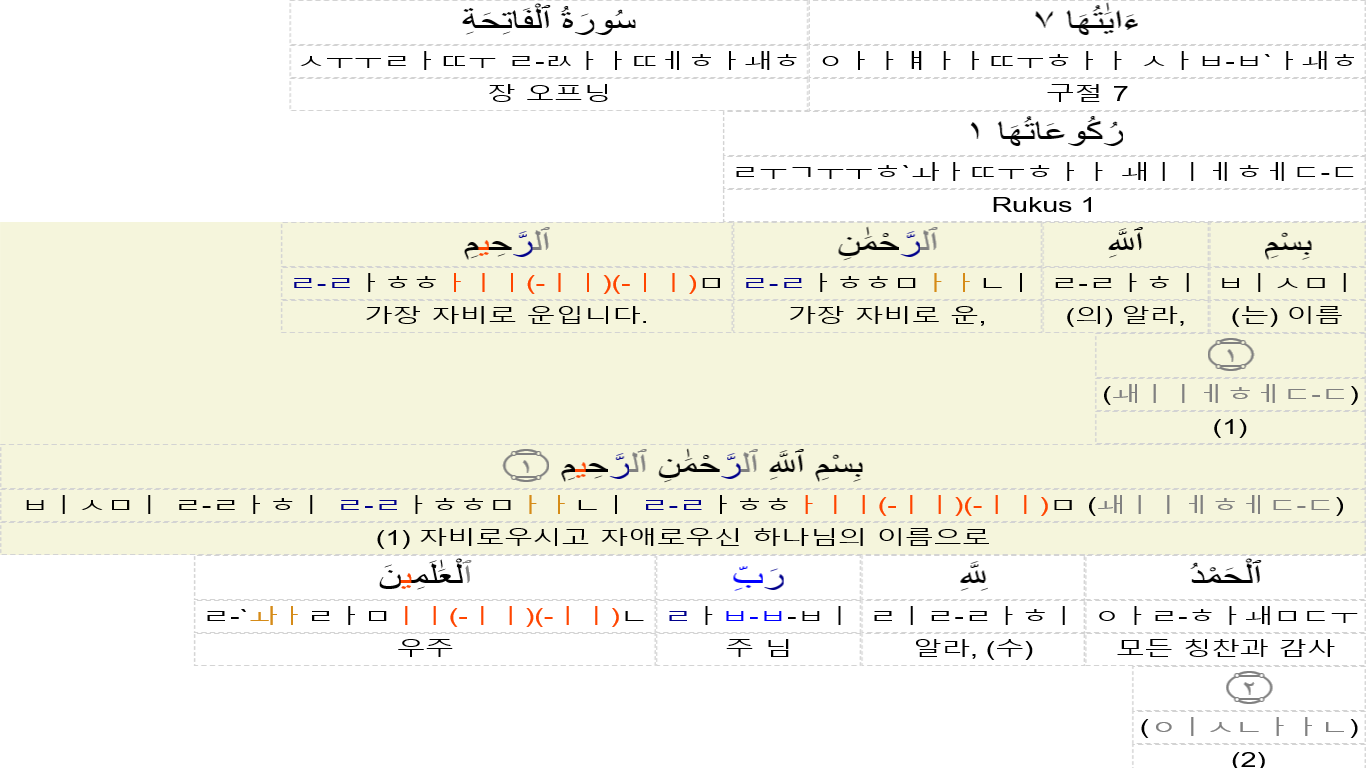 سُورَةُ ٱلْفَاتِحَةِ ءَايَٰتُهَا ٧
ㅅㅜㅜㄹㅏㄸㅜ ㄹ-ㄽㅏㅏㄸㅔㅎㅏㅙㅎ ㅇㅏㅏㅒㅏㅏㄸㅜㅎㅏㅏ ㅅㅏㅂ-ㅂ`ㅏㅙㅎ
장 오프닝 구절 7
رُكُوعَاتُهَا ١
ㄹㅜㄱㅜㅜㅎ`ㅘㅏㄸㅜㅎㅏㅏ ㅙㅣㅣㅔㅎㅔㄷ-ㄷ
Rukus 1
بِسْمِ ٱللَّهِ ٱلرَّحْمَٰنِ ٱلرَّحِيمِ
ㄹ-ㄹㅏㅎㅎㅏㅣㅣ(-ㅣㅣ)(-ㅣㅣ)ㅁ ㄹ-ㄹㅏㅎㅎㅁㅏㅏㄴㅣ ㄹ-ㄹㅏㅎㅣ ㅂㅣㅅㅁㅣ
가장 자비로 운입니다. 가장 자비로 운, (의) 알라, (는) 이름
١
(ㅙㅣㅣㅔㅎㅔㄷ-ㄷ)
(1)
بِسْمِ ٱللَّهِ ٱلرَّحْمَٰنِ ٱلرَّحِيمِ ١
ㅂㅣㅅㅁㅣ ㄹ-ㄹㅏㅎㅣ ㄹ-ㄹㅏㅎㅎㅁㅏㅏㄴㅣ ㄹ-ㄹㅏㅎㅎㅏㅣㅣ(-ㅣㅣ)(-ㅣㅣ)ㅁ (ㅙㅣㅣㅔㅎㅔㄷ-ㄷ)
(1) 자비로우시고 자애로우신 하나님의 이름으로
ٱلْحَمْدُ لِلَّهِ رَبِّ ٱلْعَٰلَمِينَ
ㄹ-`ㅘㅏㄹㅏㅁㅣㅣ(-ㅣㅣ)(-ㅣㅣ)ㄴ ㄹㅏㅂ-ㅂ-ㅂㅣ ㄹㅣㄹ-ㄹㅏㅎㅣ ㅇㅏㄹ-ㅎㅏㅙㅁㄷㅜ
우주 주 님 알라, (수) 모든 칭찬과 감사
٢
(ㅇㅣㅅㄴㅏㅏㄴ)
(2)